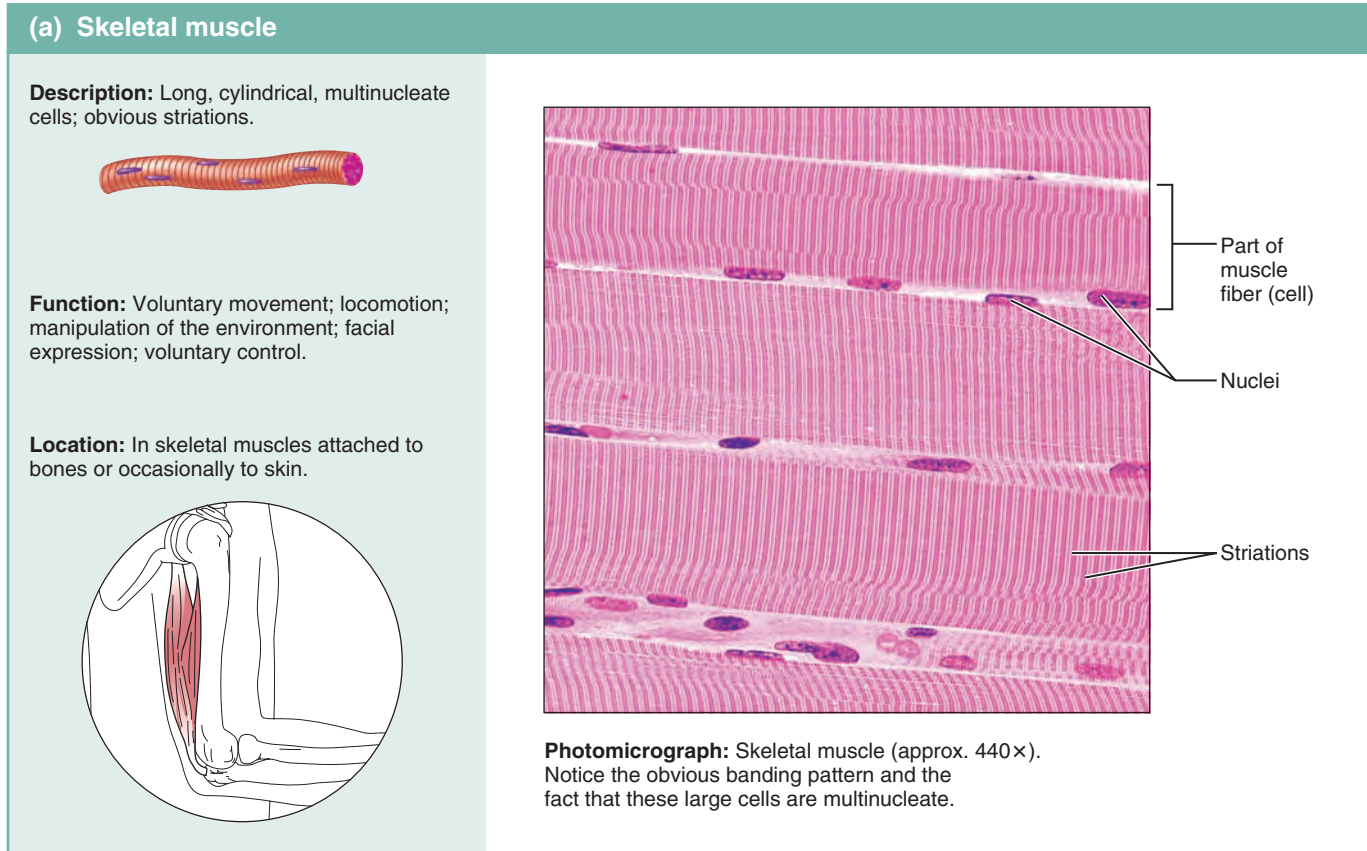 (a) Skeletal muscle
Description: Long, cylindrical, multinucleate
cells; obvious striations.
Function: Voluntary movement; locomotion;
manipulation of the environment; facial
expression; voluntary control.
Location: In skeletal muscles attached to
bones or occasionally to skin.
Part of
muscle
fiber (cell)
Nuclei
Striations
Photomicrograph: Skeletal muscle (approx. 440×).
Notice the obvious banding pattern and the
fact that these large cells are multinucleate.